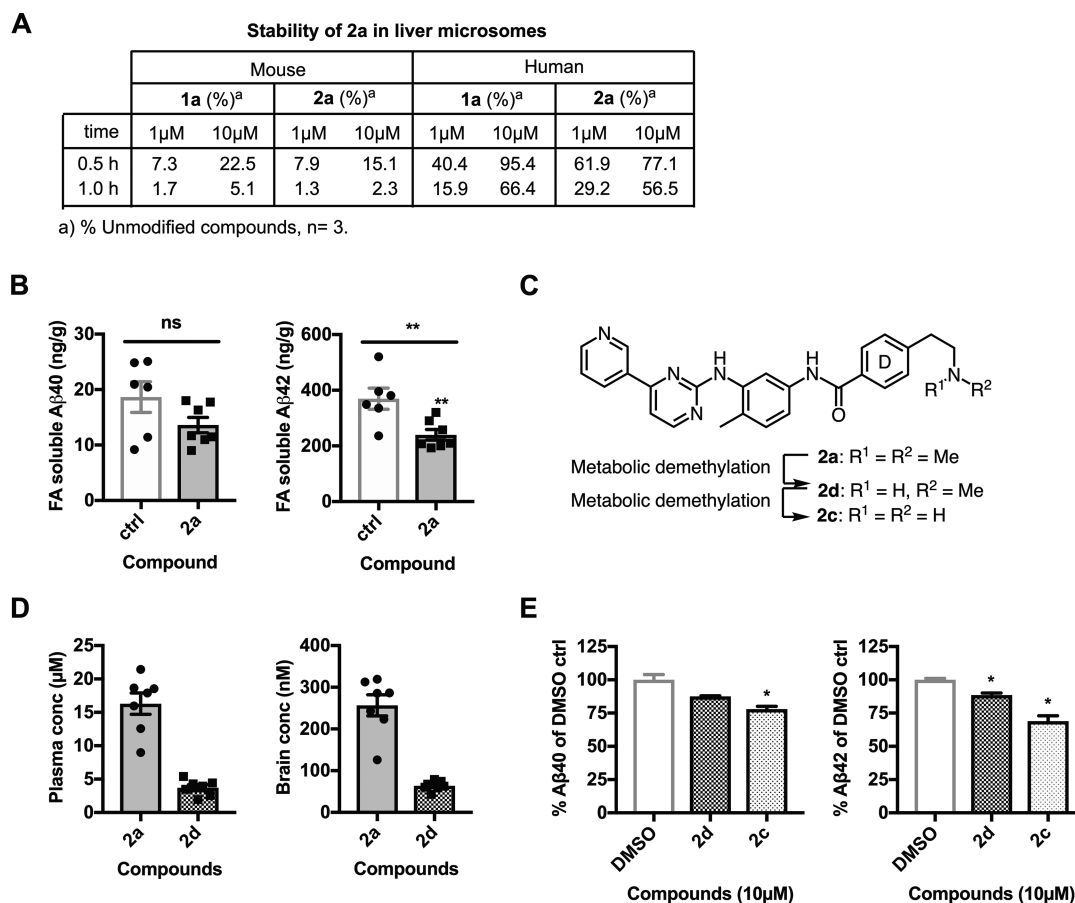 A
Stability of 2a in liver microsomes
Mouse Human
1a (%)a 2a (%)a 1a (%)a 2a (%)a
time 1µM 10µM 1µM 10µM 1µM 10µM 1µM 10µM
0.5 h 7.3 22.5 7.9 15.1 40.4 95.4 61.9 77.1
1.0 h 1.7 5.1 1.3 2.3 15.9 66.4 29.2 56.5
a) % Unmodified compounds, n= 3.
B
FA soluble Aβ40 (ng/g)
30
20
10
0
ns
ctrl 2a
Compound
FA soluble Aβ42 (ng/g)
600
400
200
0
**
**
ctrl 2a
Compound
C
N
N
N
H
N
H
N
O
D
R1 N R2
Metabolic demethylation
Metabolic demethylation
2a: R1 = R2 = Me
2d: R1 = H, R2 = Me
2c: R1 = R2 = H
D
Plasma conc (µM)
25
20
15
10
5
0
2a 2d
Compounds
Brain conc (nM)
400
300
200
100
0
2a 2d
Compounds
E
% Aβ40 of DMSO ctrl
125
100
75
50
25
0
*
DMSO 2d 2c
Compounds (10µM)
% Aβ42 of DMSO ctrl
125
100
75
50
25
0
*
*
DMSO 2d 2c
Compounds (10µM)